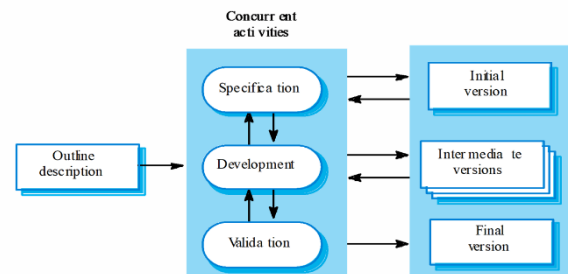 Concurr ent
acti vities
Specifica tion
Initial
version
Outline
description
Development
Intermedia te
versions
Valida tion
Final
version